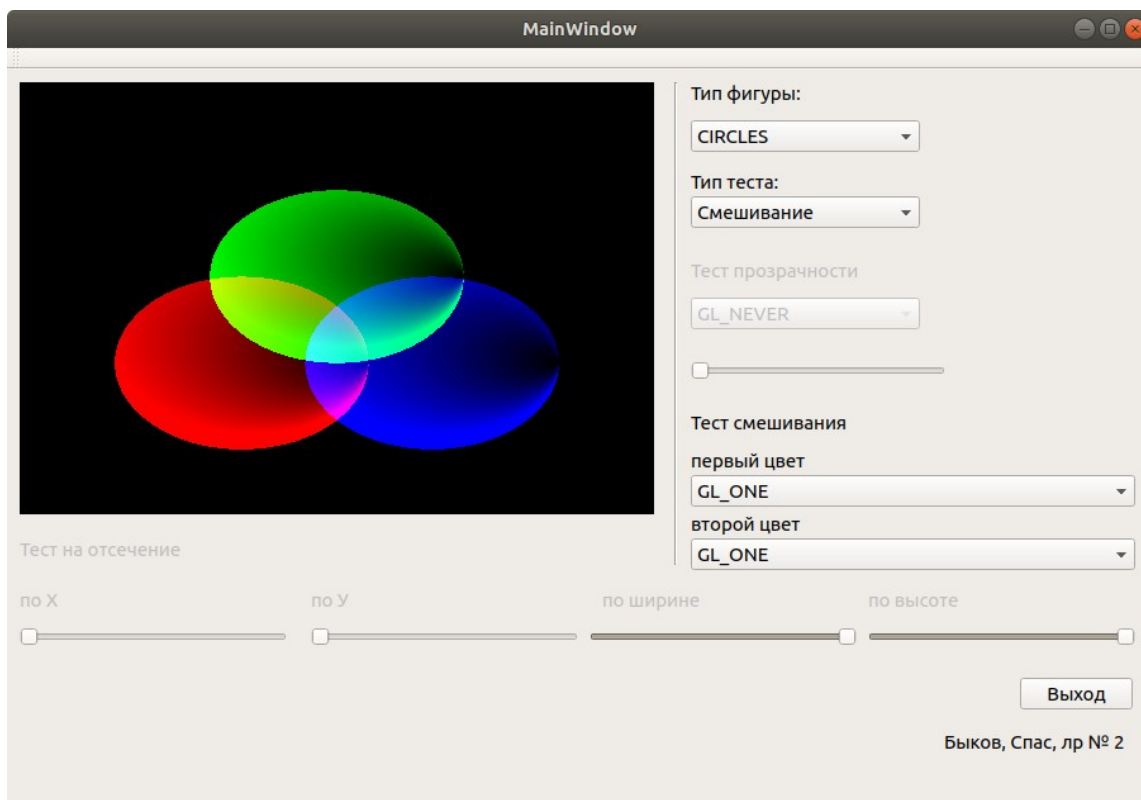 MainWindow
Тип фигуры:
CIRCLES
Тип теста:
Смешивание
Тест прозрачности
GL_NEVER
Тест смешивания
первый цвет
GL_ONE
второй цвет
GL_ONE
Тест на отсечение
по X
по У
по ширине
по высоте
Выход
Быков, Спас, лр № 2